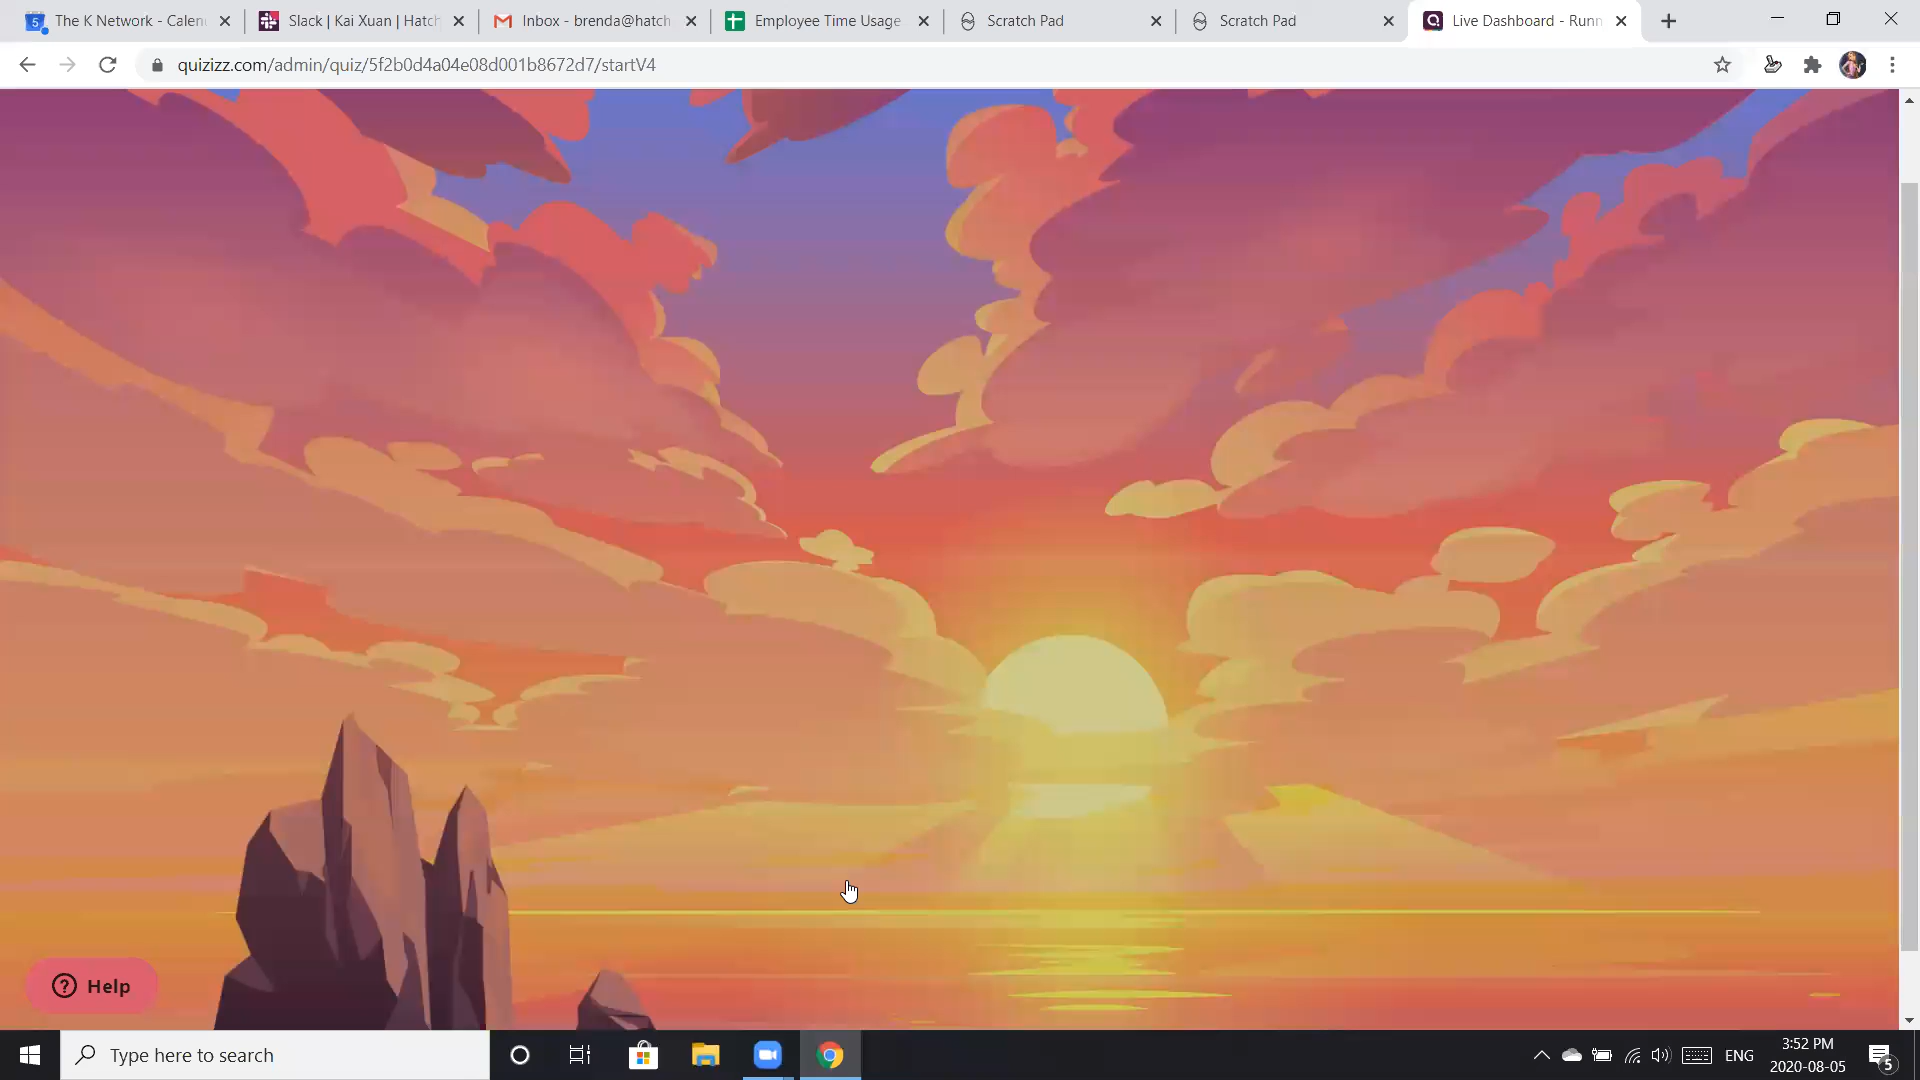 The K Network - Calen
Slack | Kai Xuan | Hatch
Inbox - brenda@hatch
Employee Time Usage
Scratch Pad
Scratch Pad
Live Dashboard - Runn
quizizz.com/admin/quiz/5f2b0d4a04e08d001b8672d7/startV4
? Help
Type here to search
ENG
3:52 PM
2020-08-05
5